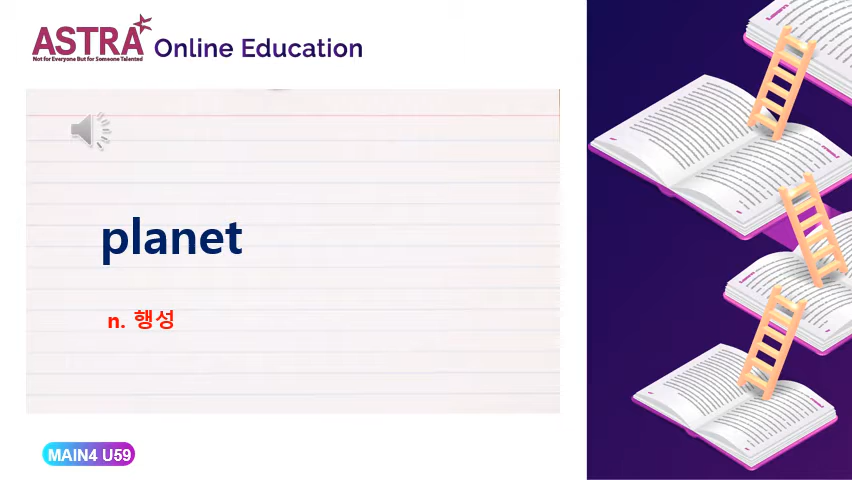 ASTRA Online Education
Not for Everyone But for Someone Talented
planet
n. 행성
MAIN4 U59